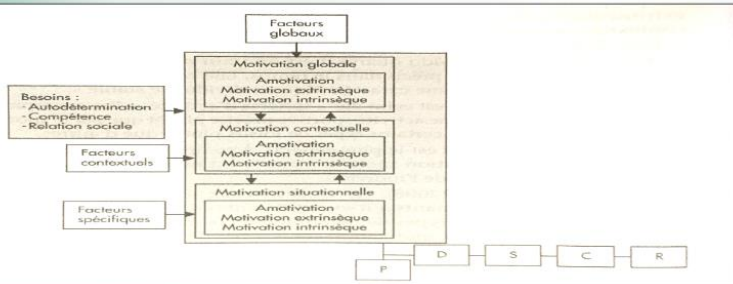 Facteurs
globaux
Motivation globale
Amotivation
Motivation extrinsèque
Motivation intrinsèque
Besoins :
- Autodétermination
- Compétence
- Relation sociale
Motivation contextuelle
Facteurs
contextuels
Amotivation
Motivation extrinsèque
Motivation intrinsèque
Motivation situationnelle
Facteurs
spécifiques
Amotivation
Motivation extrinsèque
Motivation intrinsèque
P
D
S
C
R